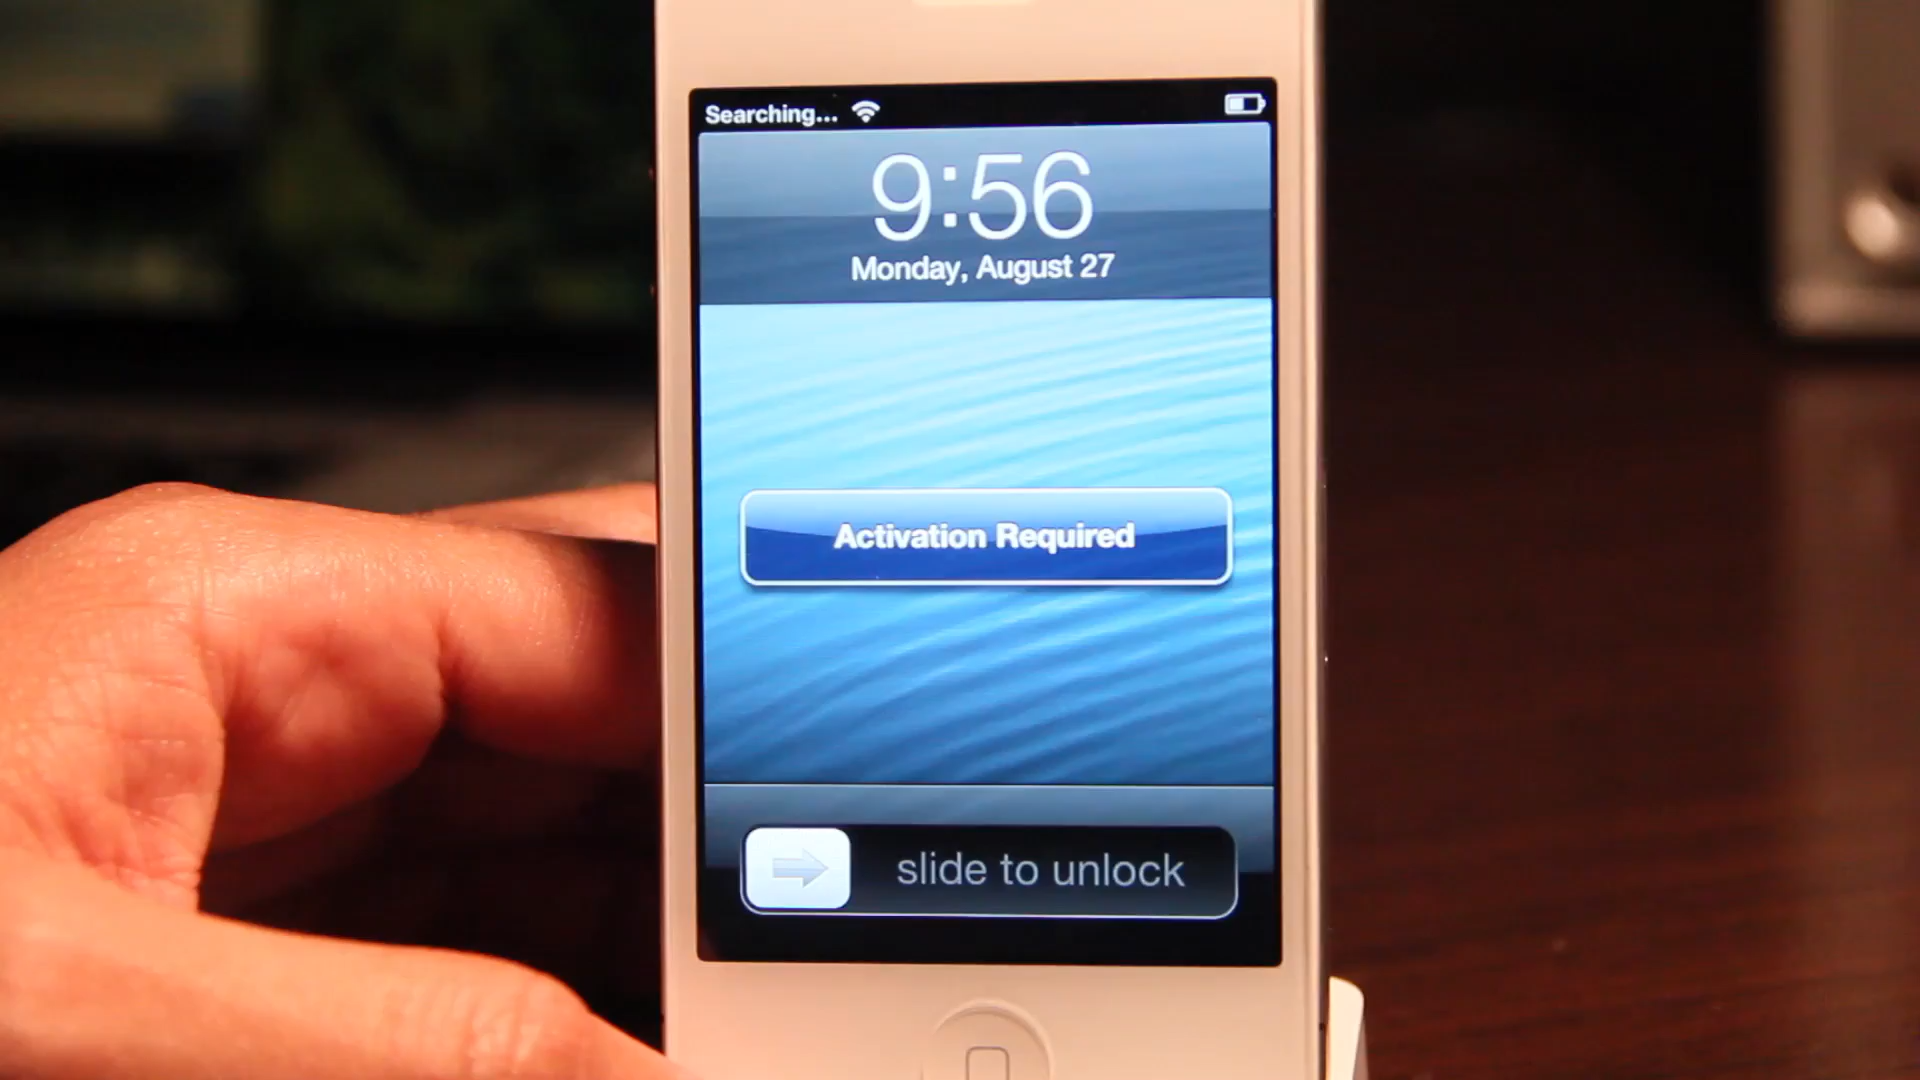 Searching...
9:56
Monday, August 27
Activation Required
slide to unlock